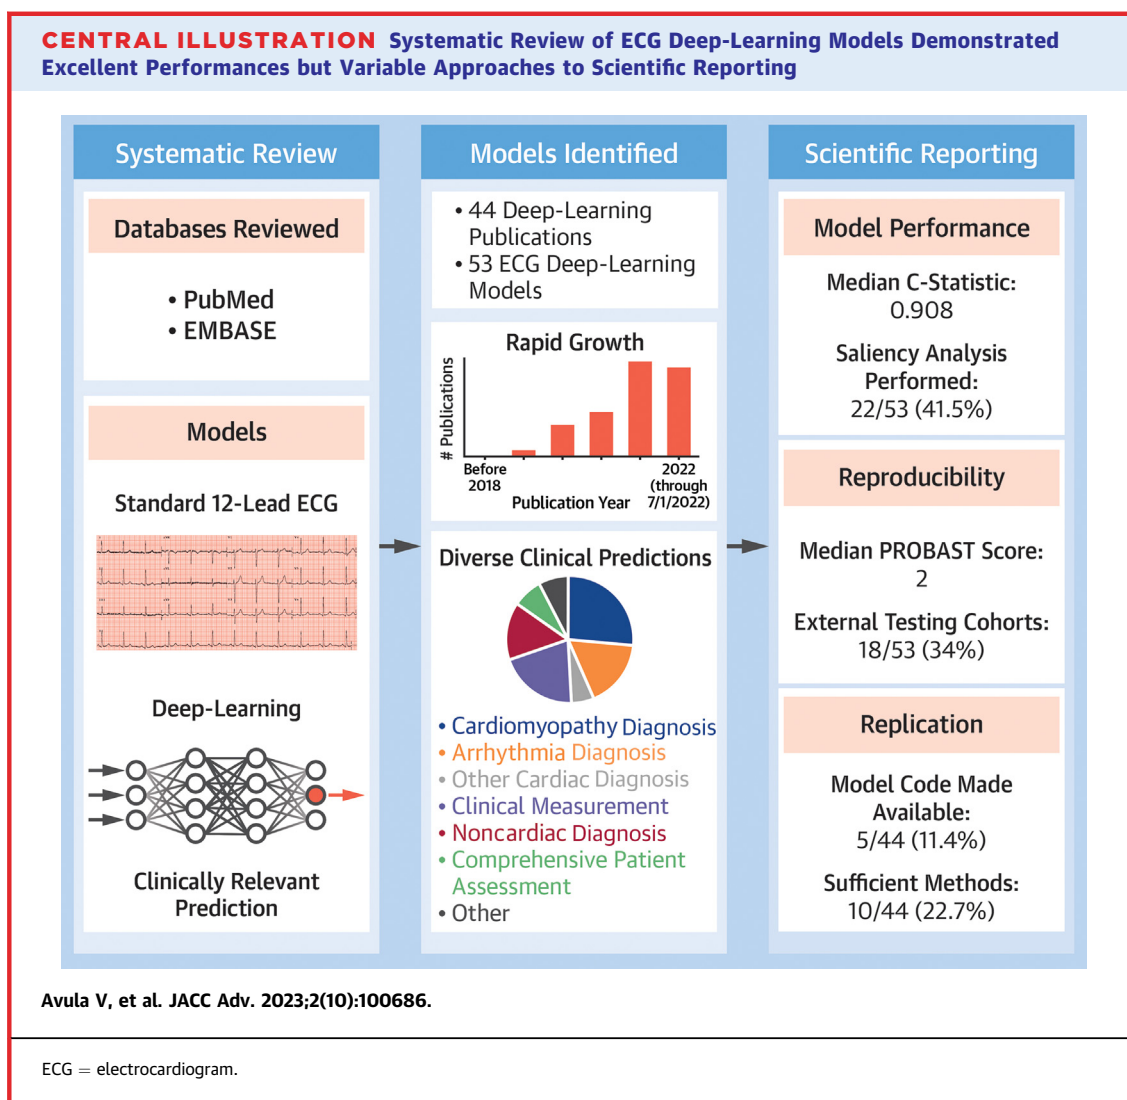 CENTRAL ILLUSTRATION Systematic Review of ECG Deep-Learning Models Demonstrated
Excellent Performances but Variable Approaches to Scientific Reporting
Systematic Review
Databases Reviewed
• PubMed
• EMBASE
Models
Standard 12-Lead ECG
Deep-Learning
Clinically Relevant
Prediction
Models Identified
• 44 Deep-Learning
Publications
• 53 ECG Deep-Learning
Models
Rapid Growth
# Publications
Before
2018
2022
(through
7/1/2022)
Publication Year
Diverse Clinical Predictions
• Cardiomyopathy Diagnosis
• Arrhythmia Diagnosis
• Other Cardiac Diagnosis
• Clinical Measurement
• Noncardiac Diagnosis
• Comprehensive Patient
Assessment
• Other
Scientific Reporting
Model Performance
Median C-Statistic:
0.908
Saliency Analysis
Performed:
22/53 (41.5%)
Reproducibility
Median PROBAST Score:
2
External Testing Cohorts:
18/53 (34%)
Replication
Model Code Made
Available:
5/44 (11.4%)
Sufficient Methods:
10/44 (22.7%)
Avula V, et al. JACC Adv. 2023;2(10):100686.
ECG = electrocardiogram.